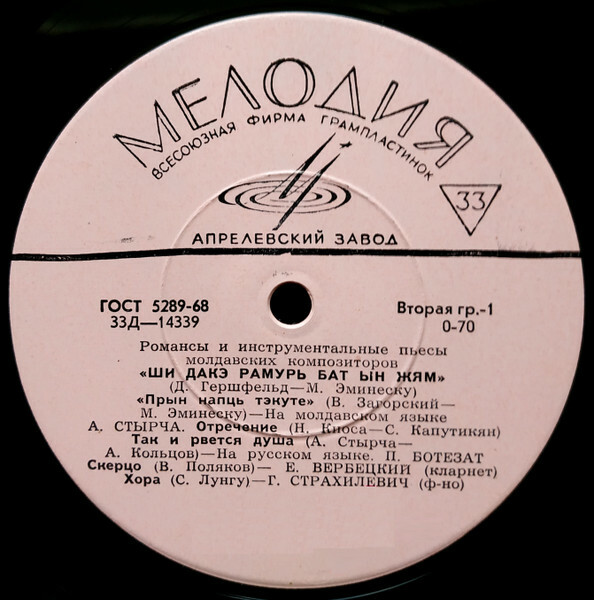 МЕЛОДИЯ
ВСЕСОЮЗНАЯ ФИРМА ГРАМПЛАСТИНОК
33
АПРЕЛЕВСКИЙ ЗАВОД
ГОСТ 5289-68
Вторая гр.-1
33Д—14339
0-70
Романсы и инструментальные пьесы
молдавских композиторов
«ШИ ДАКЭ РАМУРЬ БАТ ЫН ЖЯМ»
(Д. Гершфельд—М. Эминеску)
«Прын напць тэкуте» (В. Загорский—
М. Эминеску)—На молдавском языке
А. СТЫРЧА. Отречение (Н. Киоса—С. Капутикян)
Так и рвется душа (А. Стырча—
А. Кольцов)—На русском языке. П. БОТЕЗАТ
Скерцо (В. Поляков)— Е. ВЕРБЕЦКИЙ (кларнет)
Хора (С. Лунгу)—Г. СТРАХИЛЕВИЧ (ф-но)